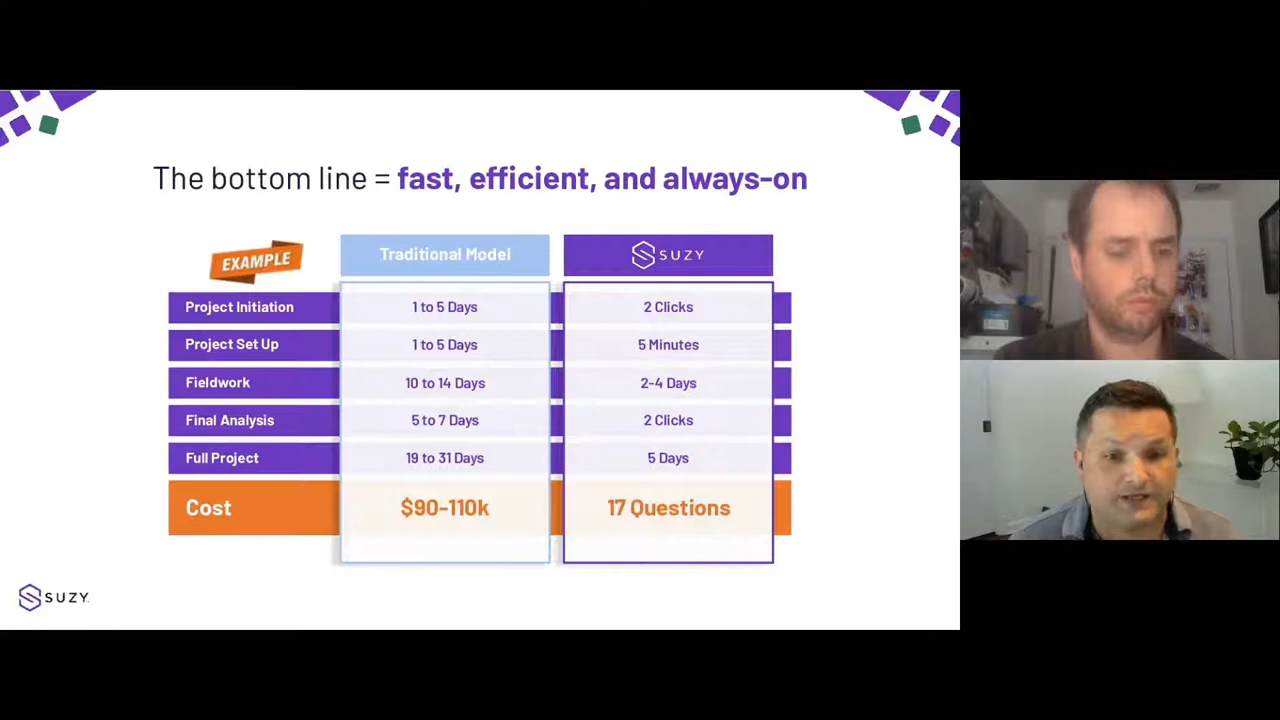 The bottom line = fast, efficient, and always-on
EXAMPLE
Traditional Model
SUZY
Project Initiation 1 to 5 Days 2 Clicks
Project Set Up 1 to 5 Days 5 Minutes
Fieldwork 10 to 14 Days 2-4 Days
Final Analysis 5 to 7 Days 2 Clicks
Full Project 19 to 31 Days 5 Days
Cost $90-110k 17 Questions
SUZY